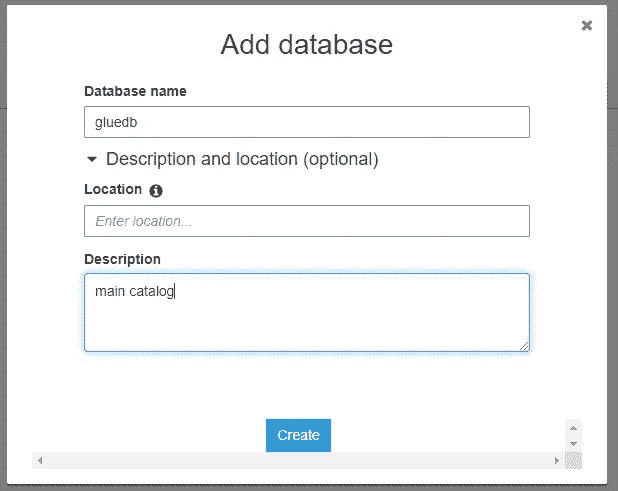 Add database
Database name
gluedb
Description and location (optional)
Location
Enter location...
Description
main catalog
Create